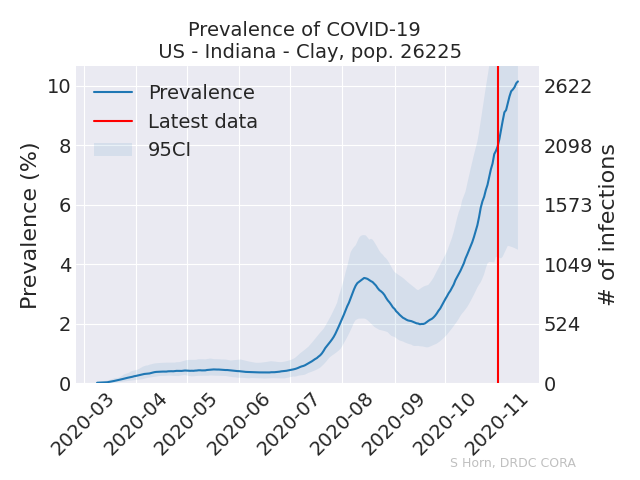 Prevalence of COVID-19
US - Indiana - Clay, pop. 26225
Prevalence (%)
10
8
6
4
2
0
Prevalence
Latest data
95CI
2622
2098
1573
1049
524
0
# of infections
2020-03
2020-04
2020-05
2020-06
2020-07
2020-08
2020-09
2020-10
2020-11
S Horn, DRDC CORA